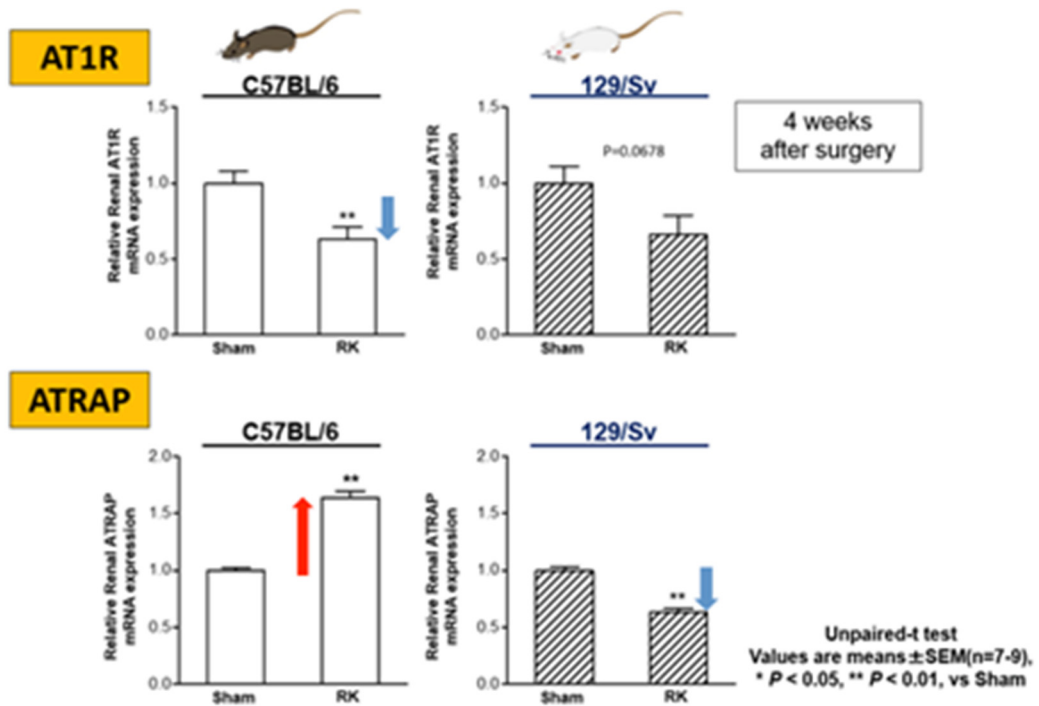 AT1R
C57BL/6
129/Sv
4 weeks
after surgery
Relative Renal AT1R
mRNA expression
1.5
1.0
0.5
0.0
**
Sham
RK
Relative Renal AT1R
mRNA expression
1.5
1.0
0.5
0.0
P=0.0678
Sham
RK
ATRAP
C57BL/6
129/Sv
Relative Renal ATRAP
mRNA expression
2.0
1.5
1.0
0.5
0.0
**
Sham
RK
Relative Renal ATRAP
mRNA expression
2.0
1.5
1.0
0.5
0.0
**
Sham
RK
Unpaired-t test
Values are means±SEM(n=7-9),
* P < 0.05, ** P < 0.01, vs Sham